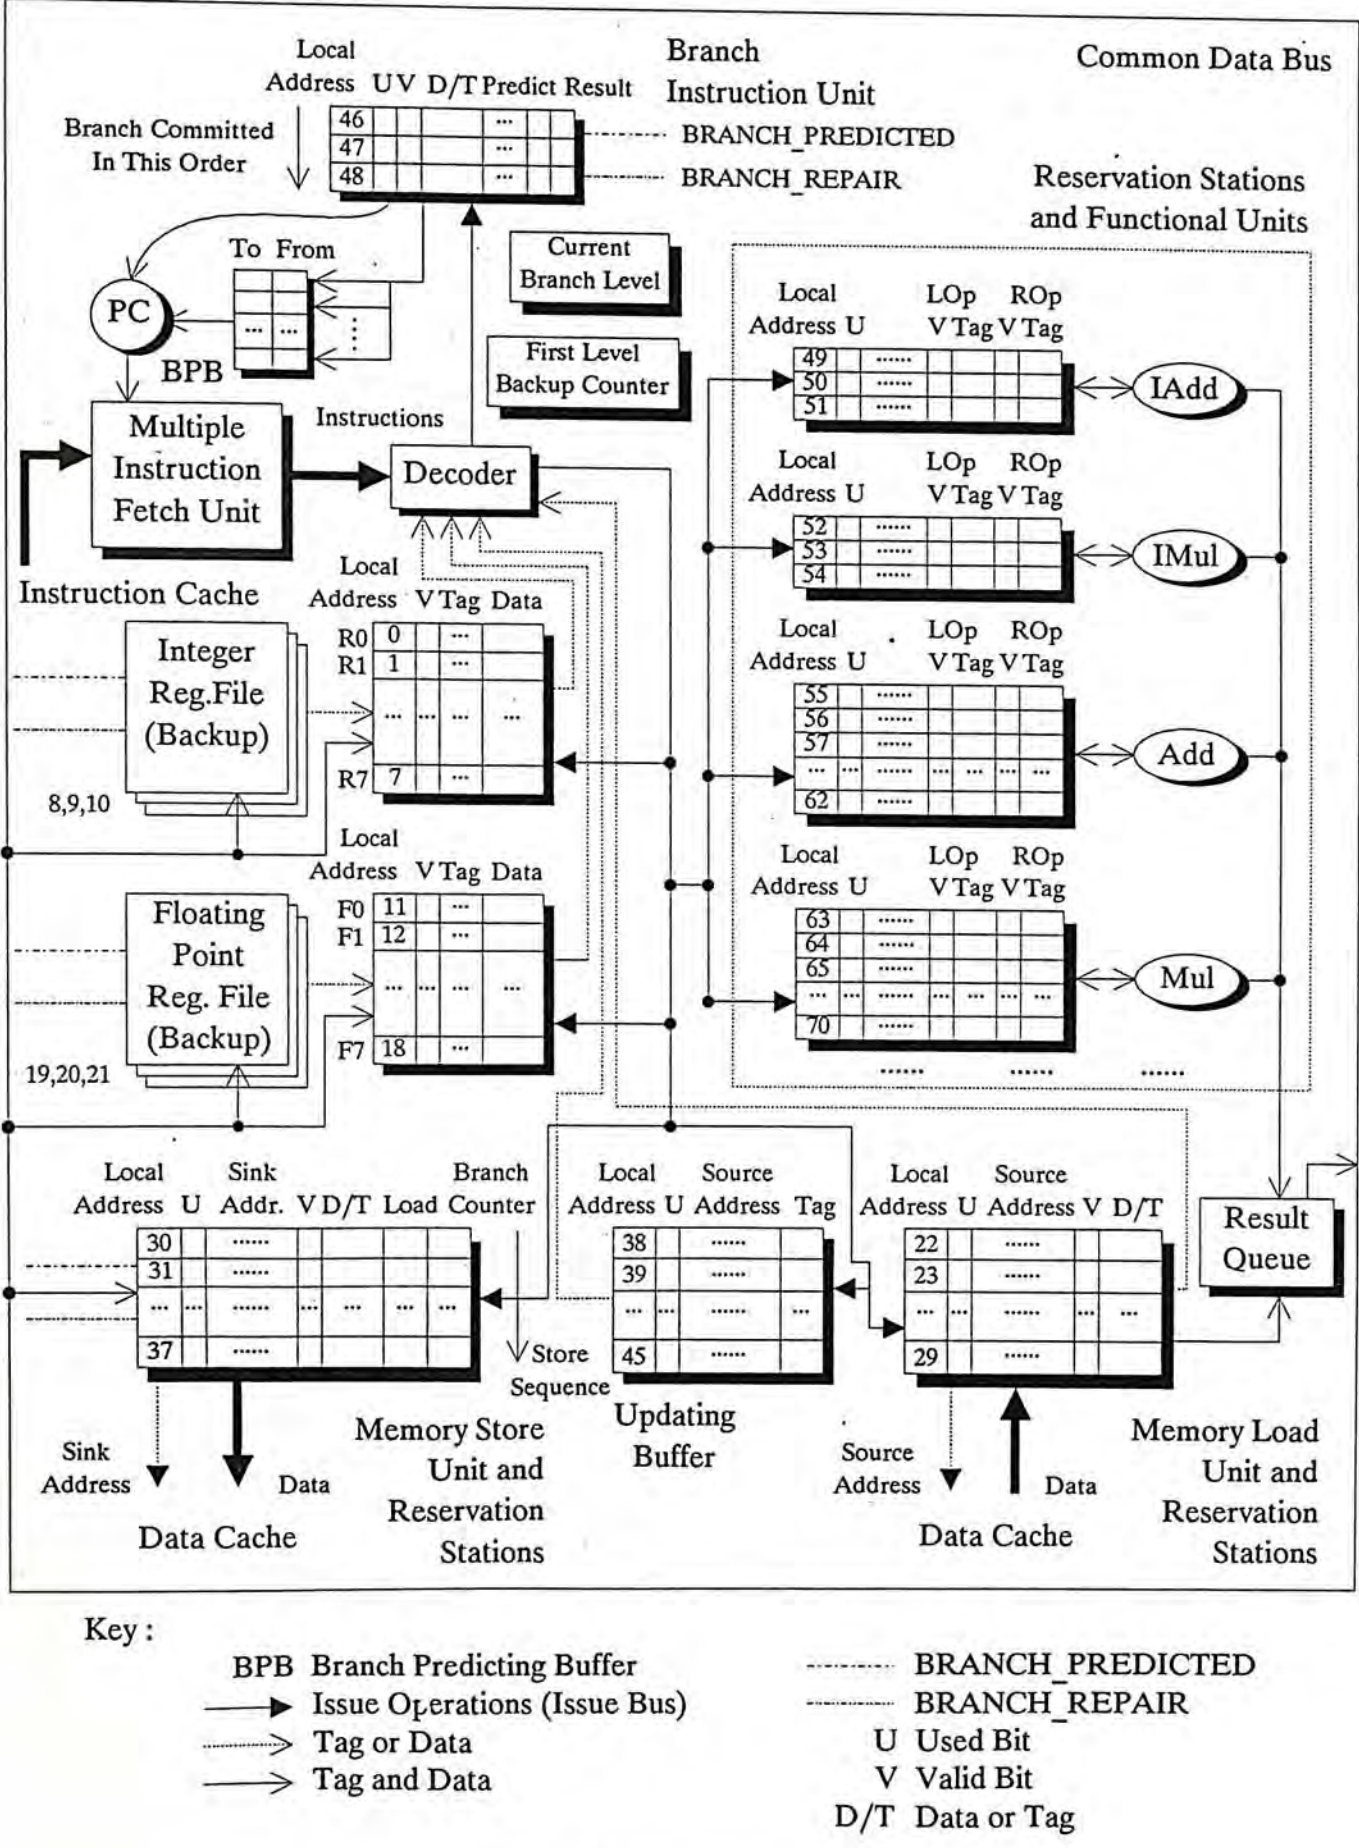 Common Data Bus
Branch
Instruction Unit
Local
Address U V D/T Predict Result
46 ...
47 ...
48 ...
BRANCH_PREDICTED
BRANCH_REPAIR
Branch Committed
In This Order
To From
... ...
PC
BPB
Current
Branch Level
First Level
Backup Counter
Multiple
Instruction
Fetch Unit
Instructions
Decoder
Instruction Cache
Reservation Stations
and Functional Units
Local LOp ROp
Address U V Tag V Tag
49 ......
50 ......
51 ......
IAdd
Local LOp ROp
Address U V Tag V Tag
52 ......
53 ......
54 ......
IMul
Local LOp ROp
Address U V Tag V Tag
55 ......
56 ......
57 ......
... ... ...... ... ... ... ...
62 ......
Add
Local LOp ROp
Address U V Tag V Tag
63 ......
64 ......
65 ......
... ... ...... ... ... ... ...
70 ......
Mul
...... ...... ......
Integer
Reg.File
(Backup)
8,9,10
Local
Address V Tag Data
R0 0 ...
R1 1 ...
... ... ... ...
R7 7 ...
Floating
Point
Reg. File
(Backup)
19,20,21
Local
Address V Tag Data
F0 11 ...
F1 12 ...
... ... ... ...
F7 18 ...
Local Sink Branch
Address U Addr. V D/T Load Counter
30 ......
31 ......
... ... ...... ... ... ... ...
37 ......
Store
Sequence
Sink
Address
Data
Data Cache
Memory Store
Unit and
Reservation
Stations
Local Source
Address U Address Tag
38 ......
39 ......
... ... ...... ...
45 ......
Updating
Buffer
Local Source
Address U Address V D/T
22 ......
23 ......
... ... ...... ... ...
29 ......
Source
Address
Data
Data Cache
Memory Load
Unit and
Reservation
Stations
Result
Queue
Key :
BPB Branch Predicting Buffer
Issue Operations (Issue Bus)
Tag or Data
Tag and Data
BRANCH_PREDICTED
BRANCH_REPAIR
U Used Bit
V Valid Bit
D/T Data or Tag